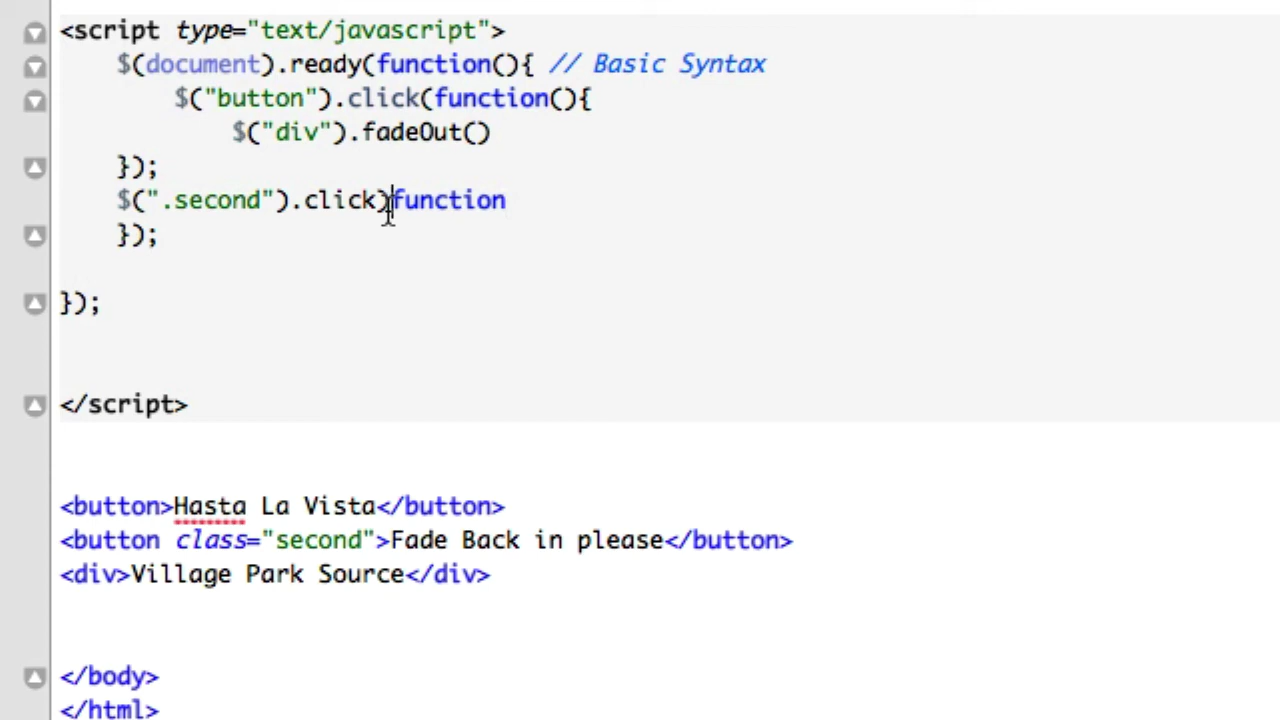 <script type="text/javascript">
$(document).ready(function(){ // Basic Syntax
$("button").click(function(){
$("div").fadeOut()
});
$(".second").click)function
});
});
</script>
<button>Hasta La Vista</button>
<button class="second">Fade Back in please</button>
<div>Village Park Source</div>
</body>
</html>